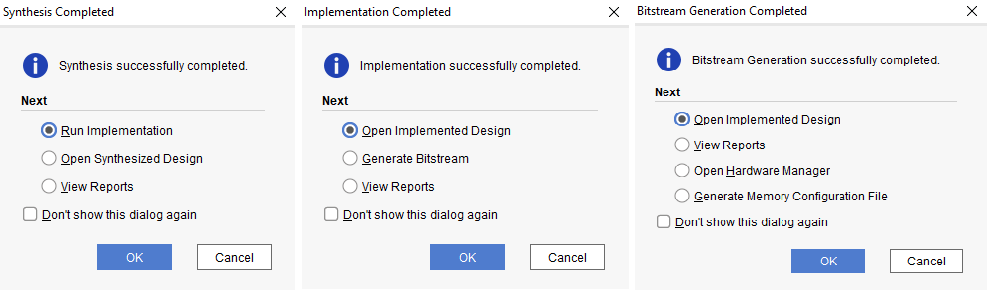 Synthesis Completed
Synthesis successfully completed.
Next
Run Implementation
Open Synthesized Design
View Reports
Don't show this dialog again
OK
Cancel
Implementation Completed
Implementation successfully completed.
Next
Open Implemented Design
Generate Bitstream
View Reports
Don't show this dialog again
OK
Cancel
Bitstream Generation Completed
Bitstream Generation successfully completed.
Next
Open Implemented Design
View Reports
Open Hardware Manager
Generate Memory Configuration File
Don't show this dialog again
OK
Cancel